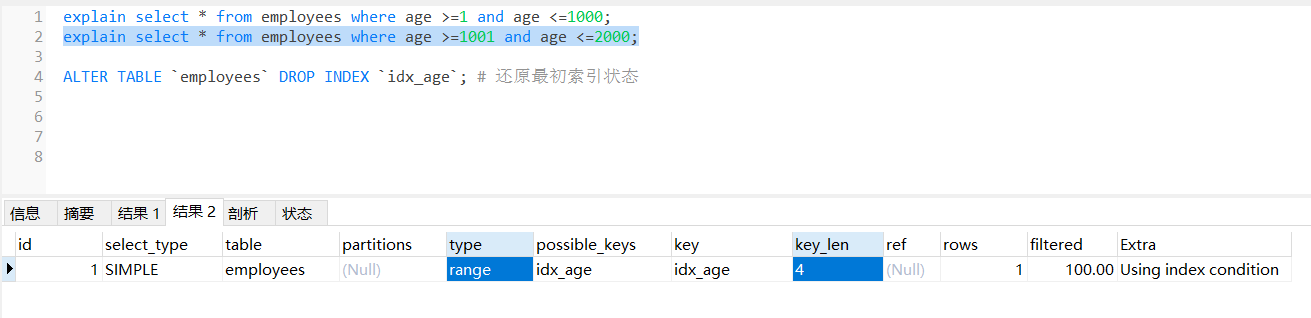 1 explain select * from employees where age >=1 and age <=1000;
2 explain select * from employees where age >=1001 and age <=2000;
3
4 ALTER TABLE `employees` DROP INDEX `idx_age`; # 还原最初索引状态
5
6
7
8
信息 摘要 结果 1 结果 2 剖析 状态
id select_type table partitions type possible_keys key key_len ref rows filtered Extra
1 SIMPLE employees (Null) range idx_age idx_age 4 (Null) 1 100.00 Using index condition